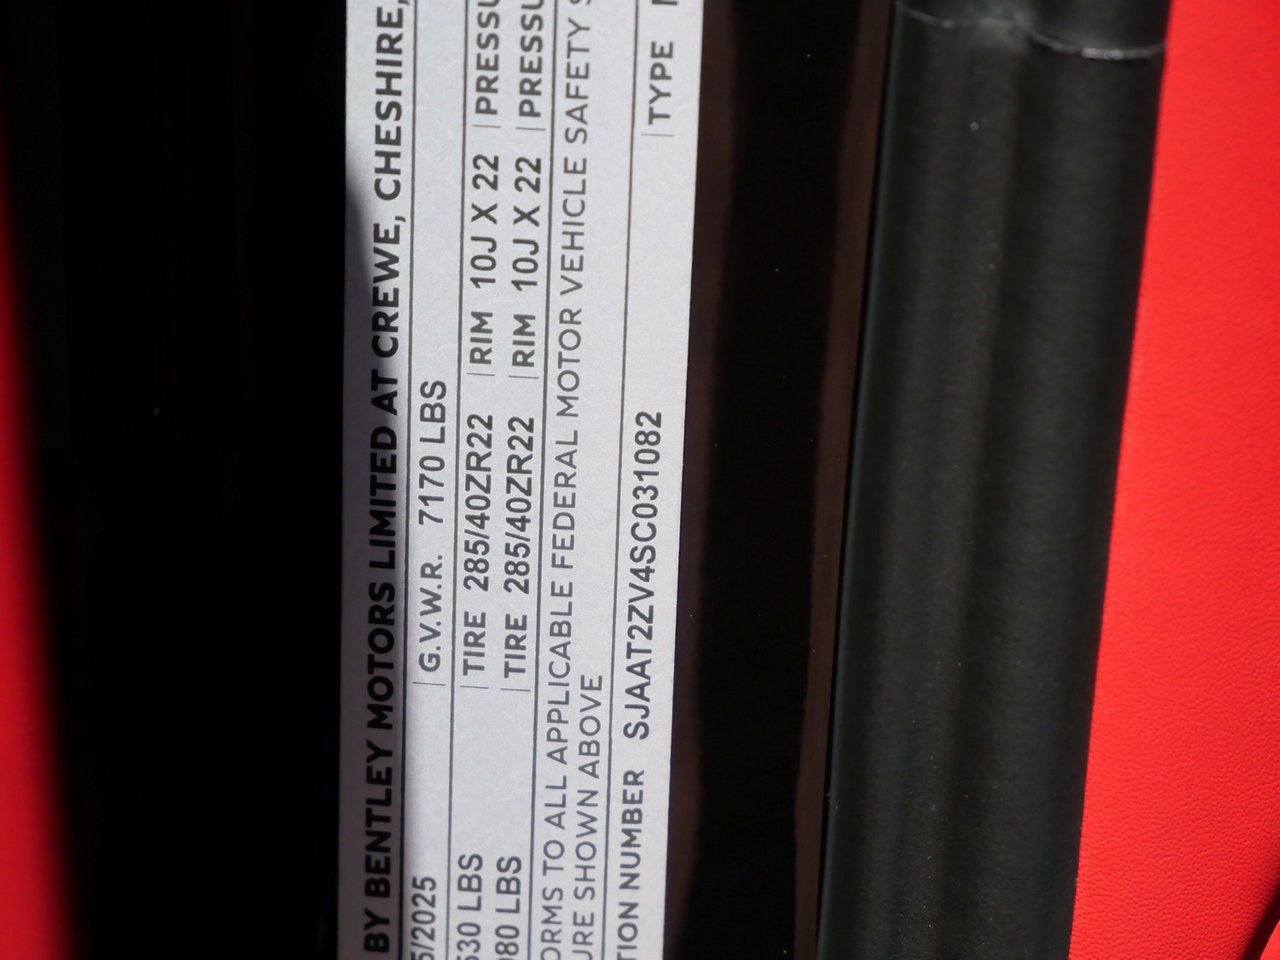 BY BENTLEY MOTORS LIMITED AT CREWE, CHESHIRE,
5/2025 G.V.W.R. 7170 LBS
530 LBS TIRE 285/40ZR22 RIM 10J X 22 PRESSU
080 LBS TIRE 285/40ZR22 RIM 10J X 22 PRESSU
ORMS TO ALL APPLICABLE FEDERAL MOTOR VEHICLE SAFETY S
URE SHOWN ABOVE
TION NUMBER SJAAT2ZV4SC031082 TYPE